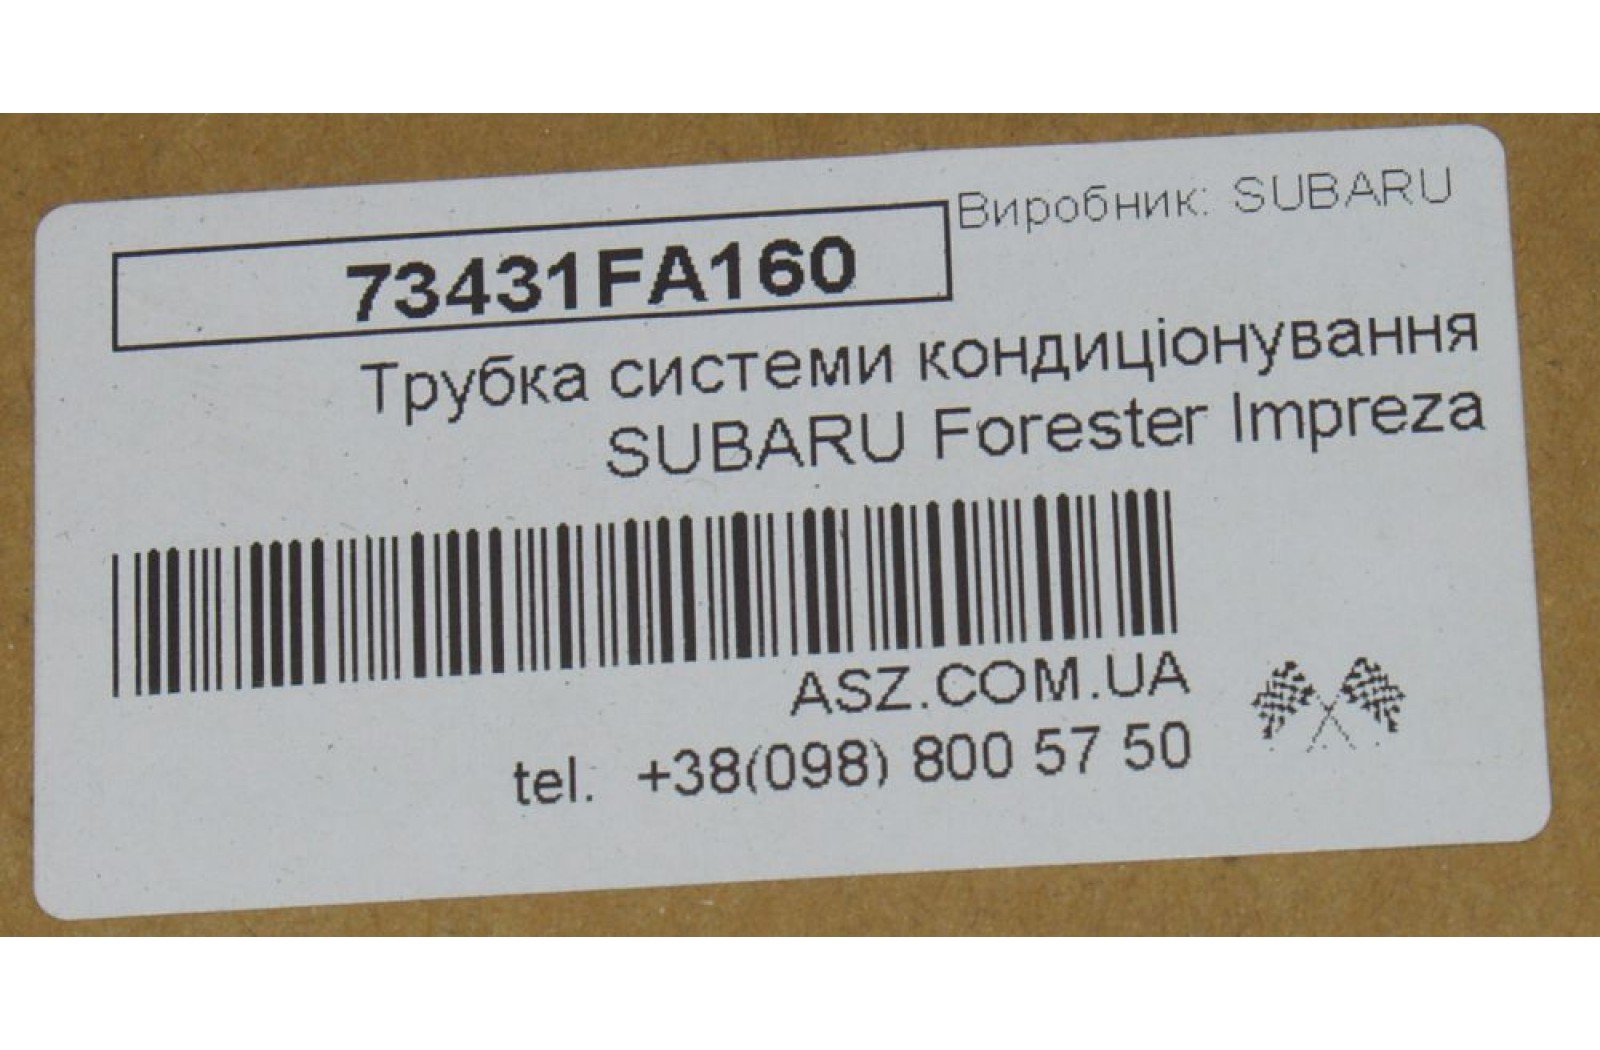 73431FA160
Виробник: SUBARU
Трубка системи кондиціонування
SUBARU Forester Impreza
ASZ.COM.UA
tel. +38(098) 800 57 50